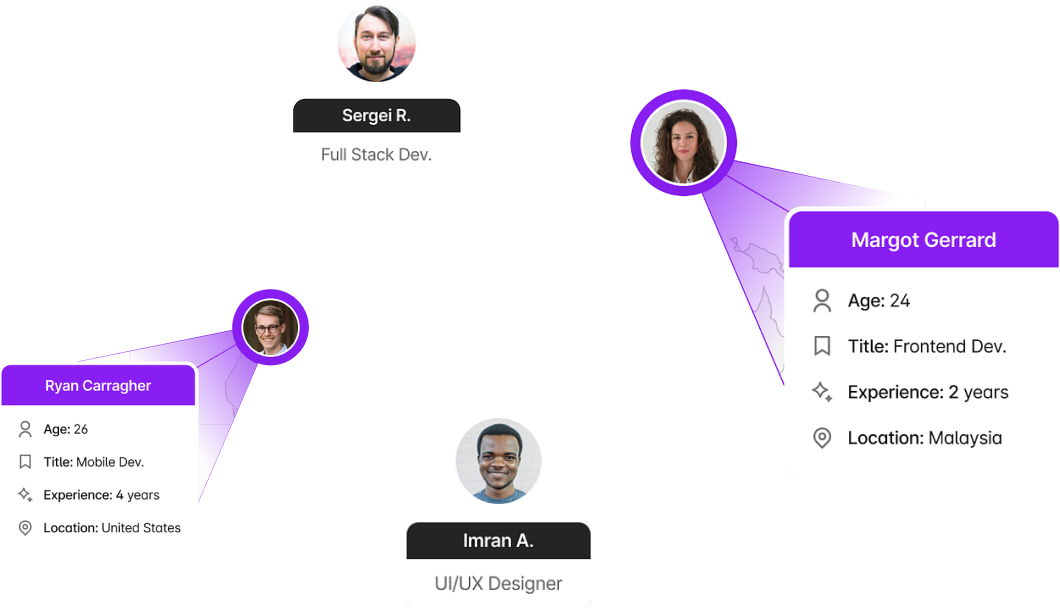 Sergei R.
Full Stack Dev.
Margot Gerrard
Age: 24
Title: Frontend Dev.
Experience: 2 years
Location: Malaysia
Ryan Carragher
Age: 26
Title: Mobile Dev.
Experience: 4 years
Location: United States
Imran A.
UI/UX Designer